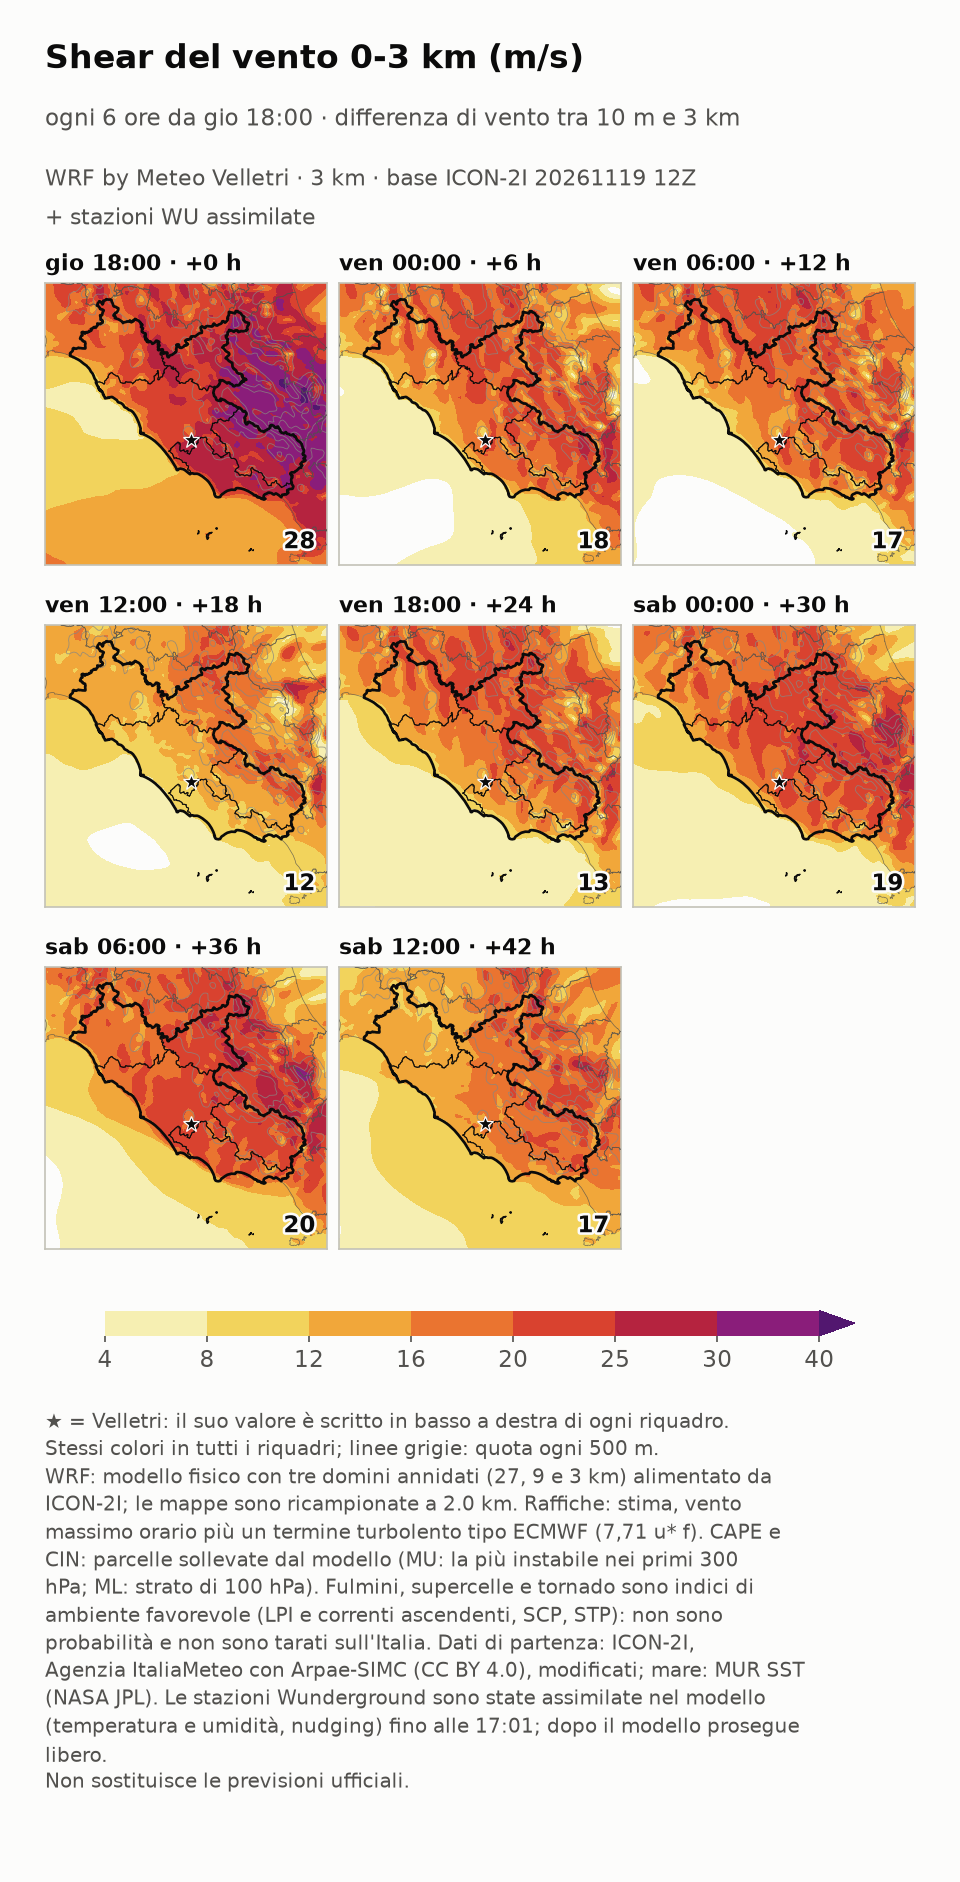 Shear del vento 0-3 km (m/s)
ogni 6 ore da gio 18:00 · differenza di vento tra 10 m e 3 km
WRF by Meteo Velletri · 3 km · base ICON-2I 20261119 12Z
+ stazioni WU assimilate
gio 18:00 · +0 h
ven 00:00 · +6 h
ven 06:00 · +12 h
28
18
17
ven 12:00 · +18 h
ven 18:00 · +24 h
sab 00:00 · +30 h
12
13
19
sab 06:00 · +36 h
sab 12:00 · +42 h
20
17
4 8 12 16 20 25 30 40
★ = Velletri: il suo valore è scritto in basso a destra di ogni riquadro.
Stessi colori in tutti i riquadri; linee grigie: quota ogni 500 m.
WRF: modello fisico con tre domini annidati (27, 9 e 3 km) alimentato da
ICON-2I; le mappe sono ricampionate a 2.0 km. Raffiche: stima, vento
massimo orario più un termine turbolento tipo ECMWF (7,71 u* f). CAPE e
CIN: parcelle sollevate dal modello (MU: la più instabile nei primi 300
hPa; ML: strato di 100 hPa). Fulmini, supercelle e tornado sono indici di
ambiente favorevole (LPI e correnti ascendenti, SCP, STP): non sono
probabilità e non sono tarati sull'Italia. Dati di partenza: ICON-2I,
Agenzia ItaliaMeteo con Arpae-SIMC (CC BY 4.0), modificati; mare: MUR SST
(NASA JPL). Le stazioni Wunderground sono state assimilate nel modello
(temperatura e umidità, nudging) fino alle 17:01; dopo il modello prosegue
libero.
Non sostituisce le previsioni ufficiali.